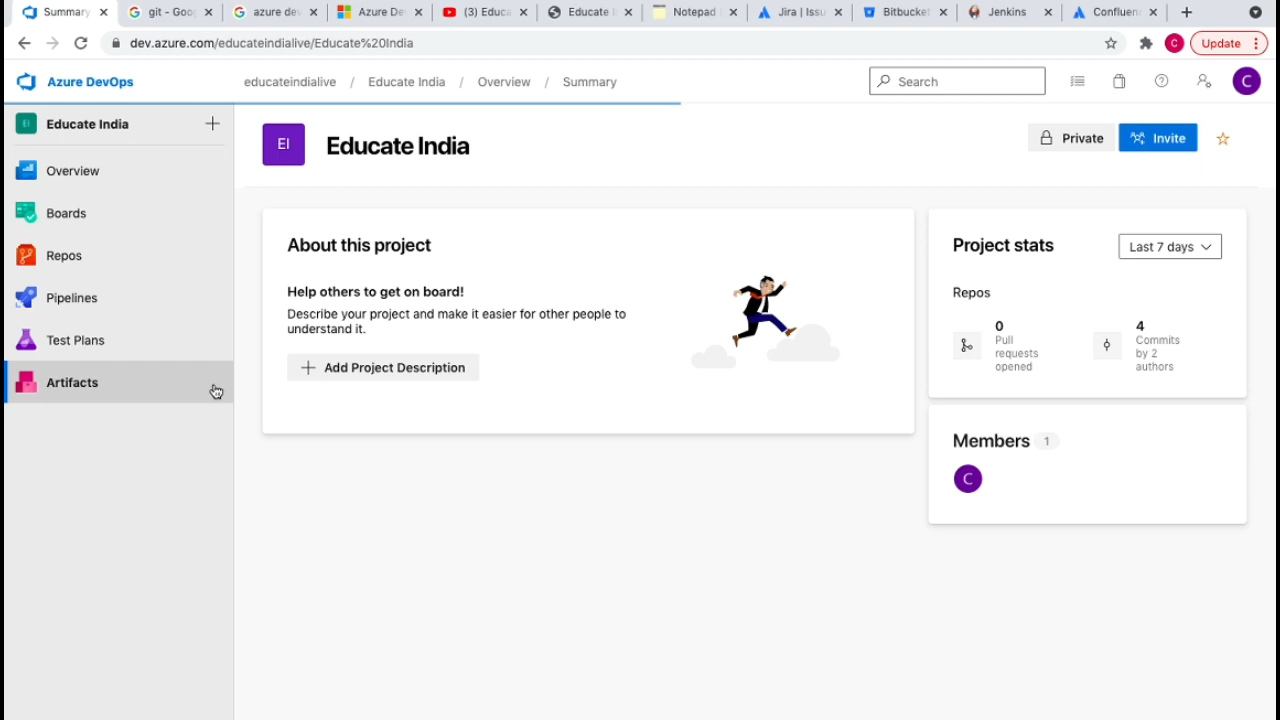 Summary
git - Goog
azure dev
Azure De
(3) Educa
Educate I
Notepad
Jira | Issu
Bitbucket
Jenkins
Confluen
dev.azure.com/educateindialive/Educate%20India
C
Update
Azure DevOps
educateindialive / Educate India / Overview / Summary
Search
C
EI
Educate India
Overview
Boards
Repos
Pipelines
Test Plans
Artifacts
EI
Educate India
Private
Invite
About this project
Help others to get on board!
Describe your project and make it easier for other people to
understand it.
Add Project Description
Project stats
Last 7 days
Repos
0
Pull
requests
opened
4
Commits
by 2
authors
Members 1
C